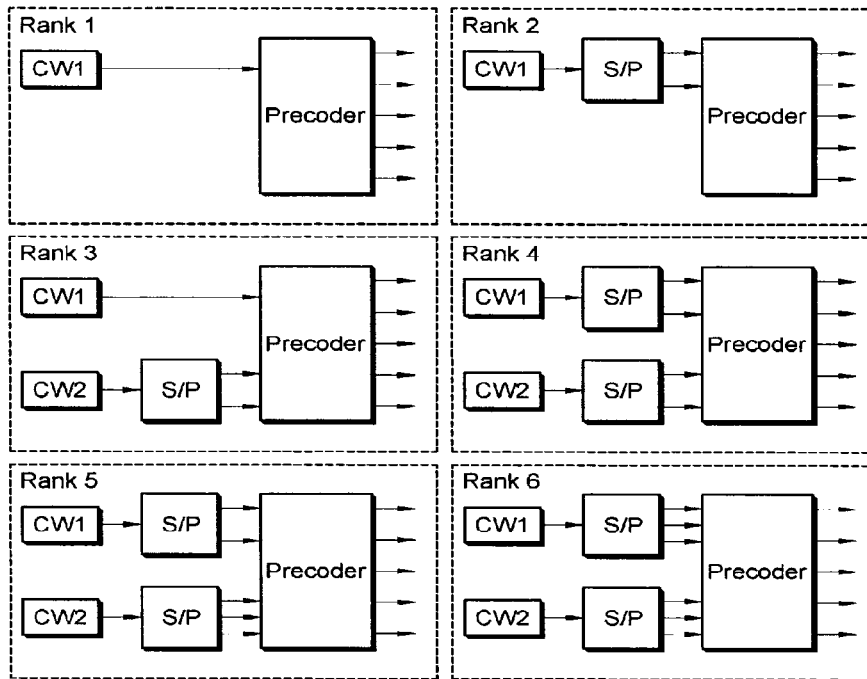 Rank 1
CW1
Precoder
Rank 2
CW1
S/P
Precoder
Rank 3
CW1
CW2
S/P
Precoder
Rank 4
CW1
S/P
CW2
S/P
Precoder
Rank 5
CW1
S/P
CW2
S/P
Precoder
Rank 6
CW1
S/P
CW2
S/P
Precoder